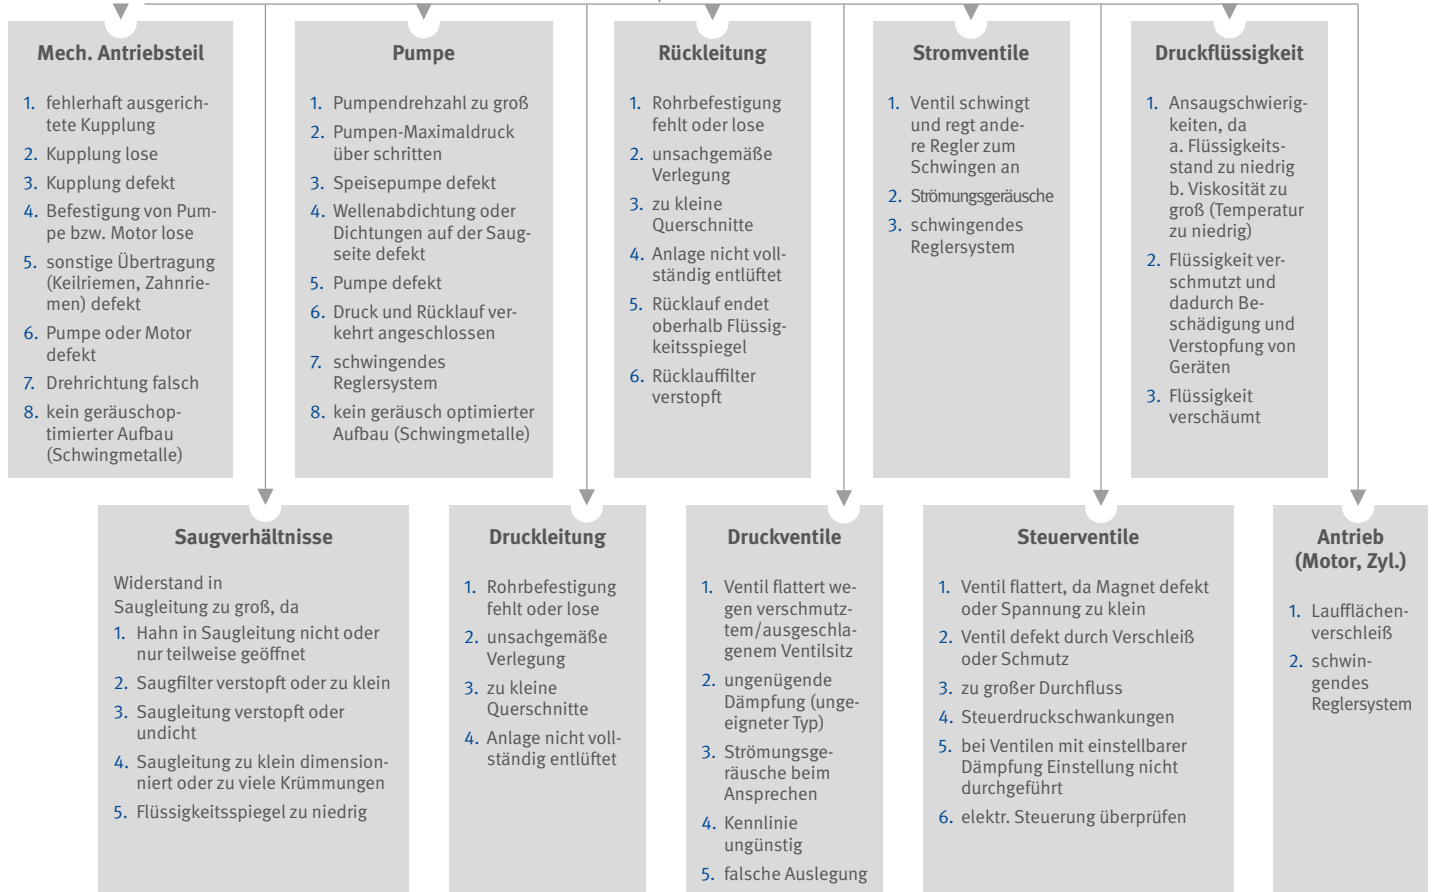 Mech. Antriebsteil
1. fehlerhaft ausgerich-
tete Kupplung
2. Kupplung lose
3. Kupplung defekt
4. Befestigung von Pum-
pe bzw. Motor lose
5. sonstige Übertragung
(Keilriemen, Zahnrie-
men) defekt
6. Pumpe oder Motor
defekt
7. Drehrichtung falsch
8. kein geräuschop-
timierter Aufbau
(Schwingmetalle)
Pumpe
1. Pumpendrehzahl zu groß
2. Pumpen-Maximaldruck
über schritten
3. Speisepumpe defekt
4. Wellenabdichtung oder
Dichtungen auf der Saug-
seite defekt
5. Pumpe defekt
6. Druck und Rücklauf ver-
kehrt angeschlossen
7. schwingendes
Reglersystem
8. kein geräusch optimierter
Aufbau (Schwingmetalle)
Rückleitung
1. Rohrbefestigung
fehlt oder lose
2. unsachgemäße
Verlegung
3. zu kleine
Querschnitte
4. Anlage nicht voll-
ständig entlüftet
5. Rücklauf endet
oberhalb Flüssig-
keitsspiegel
6. Rücklauffilter
verstopft
Stromventile
1. Ventil schwingt
und regt ande-
re Regler zum
Schwingen an
2. Strömungsgeräusche
3. schwingendes
Reglersystem
Druckflüssigkeit
1. Ansaugschwierig-
keiten, da
a. Flüssigkeits-
stand zu niedrig
b. Viskosität zu
groß (Temperatur
zu niedrig)
2. Flüssigkeit ver-
schmutzt und
dadurch Be-
schädigung und
Verstopfung von
Geräten
3. Flüssigkeit
verschäumt
Saugverhältnisse
Widerstand in
Saugleitung zu groß, da
1. Hahn in Saugleitung nicht oder
nur teilweise geöffnet
2. Saugfilter verstopft oder zu klein
3. Saugleitung verstopft oder
undicht
4. Saugleitung zu klein dimension-
niert oder zu viele Krümmungen
5. Flüssigkeitsspiegel zu niedrig
Druckleitung
1. Rohrbefestigung
fehlt oder lose
2. unsachgemäße
Verlegung
3. zu kleine
Querschnitte
4. Anlage nicht voll-
ständig entlüftet
Druckventile
1. Ventil flattert we-
gen verschmutz-
tem/ausgeschla-
genem Ventilsitz
2. ungenügende
Dämpfung (unge-
eigneter Typ)
3. Strömungsge-
räusche beim
Ansprechen
4. Kennlinie
ungünstig
5. falsche Auslegung
Steuerventile
1. Ventil flattert, da Magnet defekt
oder Spannung zu klein
2. Ventil defekt durch Verschleiß
oder Schmutz
3. zu großer Durchfluss
4. Steuerdruckschwankungen
5. bei Ventilen mit einstellbarer
Dämpfung Einstellung nicht
durchgeführt
6. elektr. Steuerung überprüfen
Antrieb
(Motor, Zyl.)
1. Laufflächen-
verschleiß
2. schwin-
gendes
Reglersystem